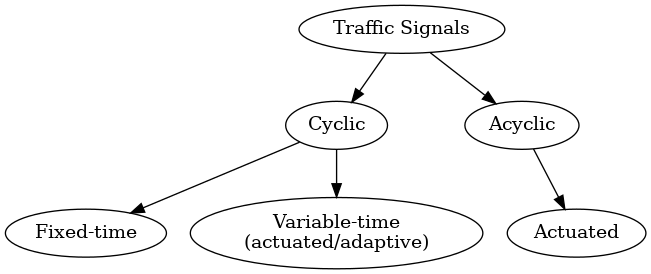 Traffic Signals
Cyclic
Acyclic
Fixed-time
Variable-time
(actuated/adaptive)
Actuated